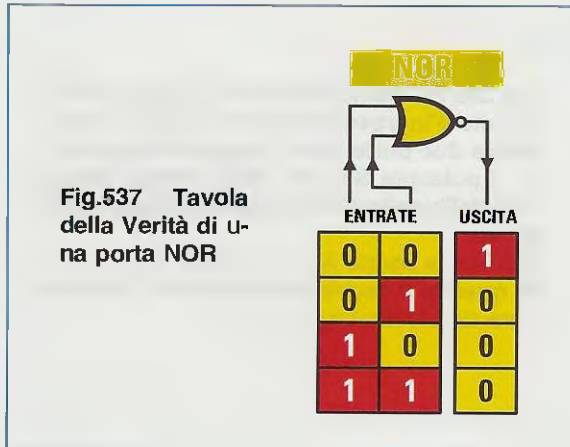 NOR
Fig.537 Tavola
della Verità di u-
na porta NOR
ENTRATE USCITA
0 0 1
0 1 0
1 0 0
1 1 0